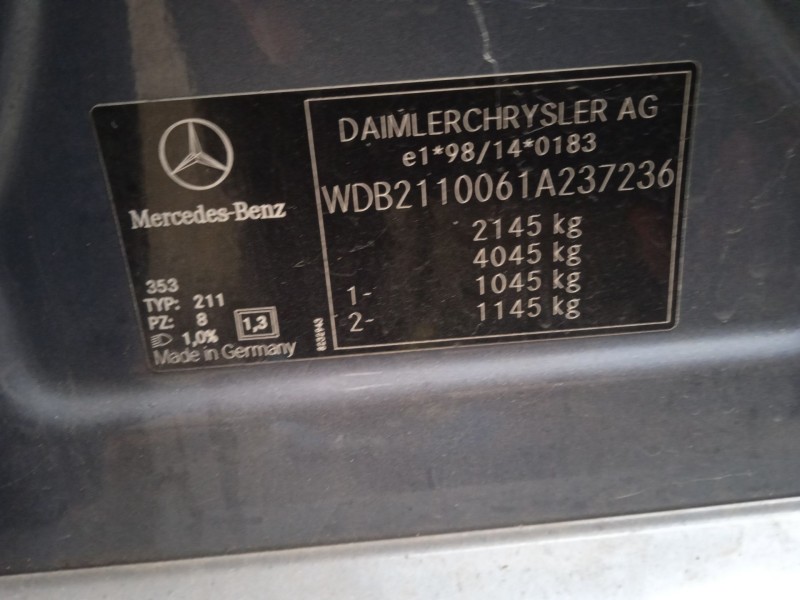 Mercedes-Benz
353
TYP: 211
PZ: 8
1,0%
1,3
Made in Germany
8232943
DAIMLERCHRYSLER AG
e1*98/14*0183
WDB2110061A237236
2145 kg
4045 kg
1- 1045 kg
2- 1145 kg